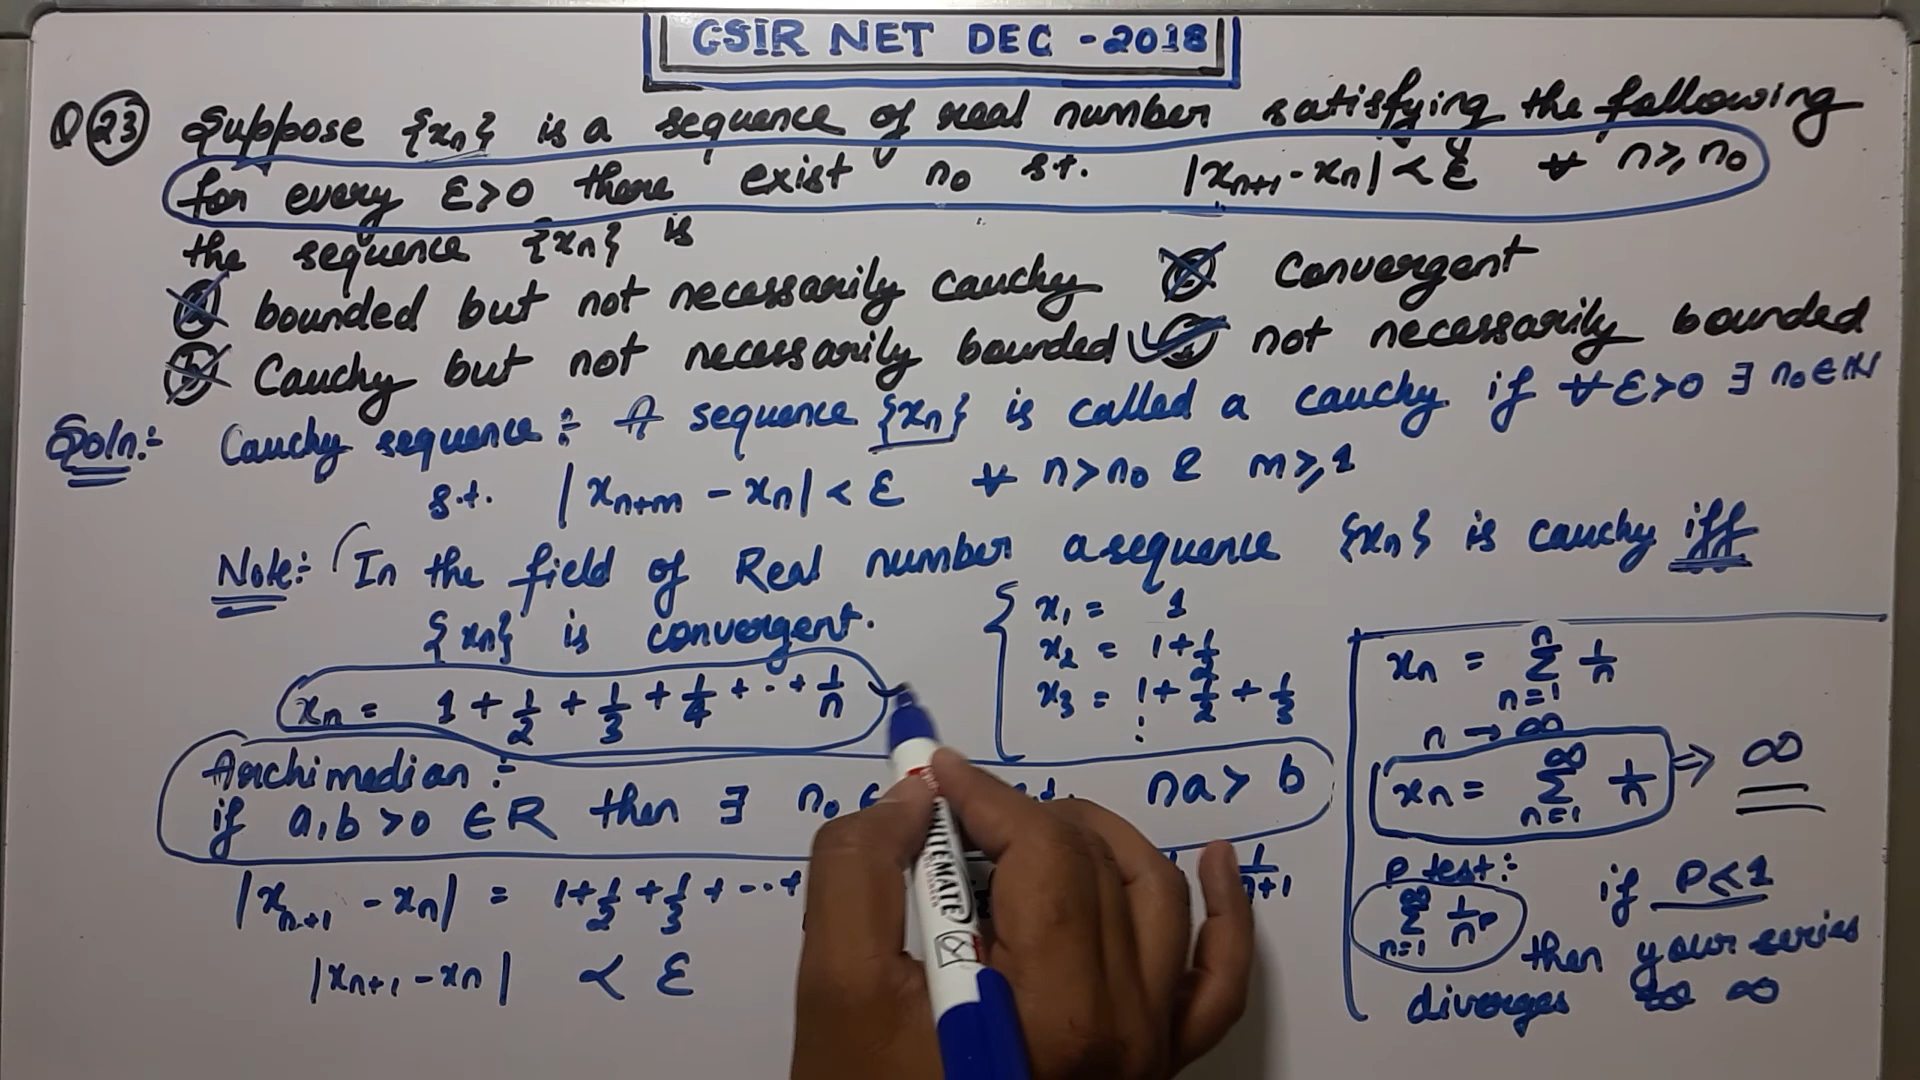 CSIR NET DEC - 2018
Q 23 Suppose {xn} is a sequence of real number satisfying the following
for every ε>0 there exist n0 s.t. |xn+1 - xn| < ε ∀ n ≥ n0
the sequence {xn} is
bounded but not necessarily cauchy
Convergent
Cauchy but not necessarily bounded
not necessarily bounded
Soln:- Cauchy sequence :- A sequence {xn} is called a cauchy if ∀ ε>0 ∃ n0 ∈ N
s.t. |xn+m - xn| < ε ∀ n > n0 & m ≥ 1
Note:- (In the field of Real number a sequence {xn} is cauchy iff
{xn} is convergent.
xn = 1 + 1/2 + 1/3 + 1/4 + ·· + 1/n
x1 = 1
x2 = 1 + 1/2
x3 = 1 + 1/2 + 1/3
⋮
Archimedian :-
if a, b > 0 ∈ R then ∃ n0 na > b
|xn+1 - xn| = 1 + 1/2 + 1/3 + ··· + 1/n+1
|xn+1 - xn| < ε
xn = Σ n n=1 1/n
n → ∞
xn = Σ ∞ n=1 1/n ⇒ ∞
P test :- if P ≤ 1
Σ ∞ n=1 1/n^P then your series
diverges ∞